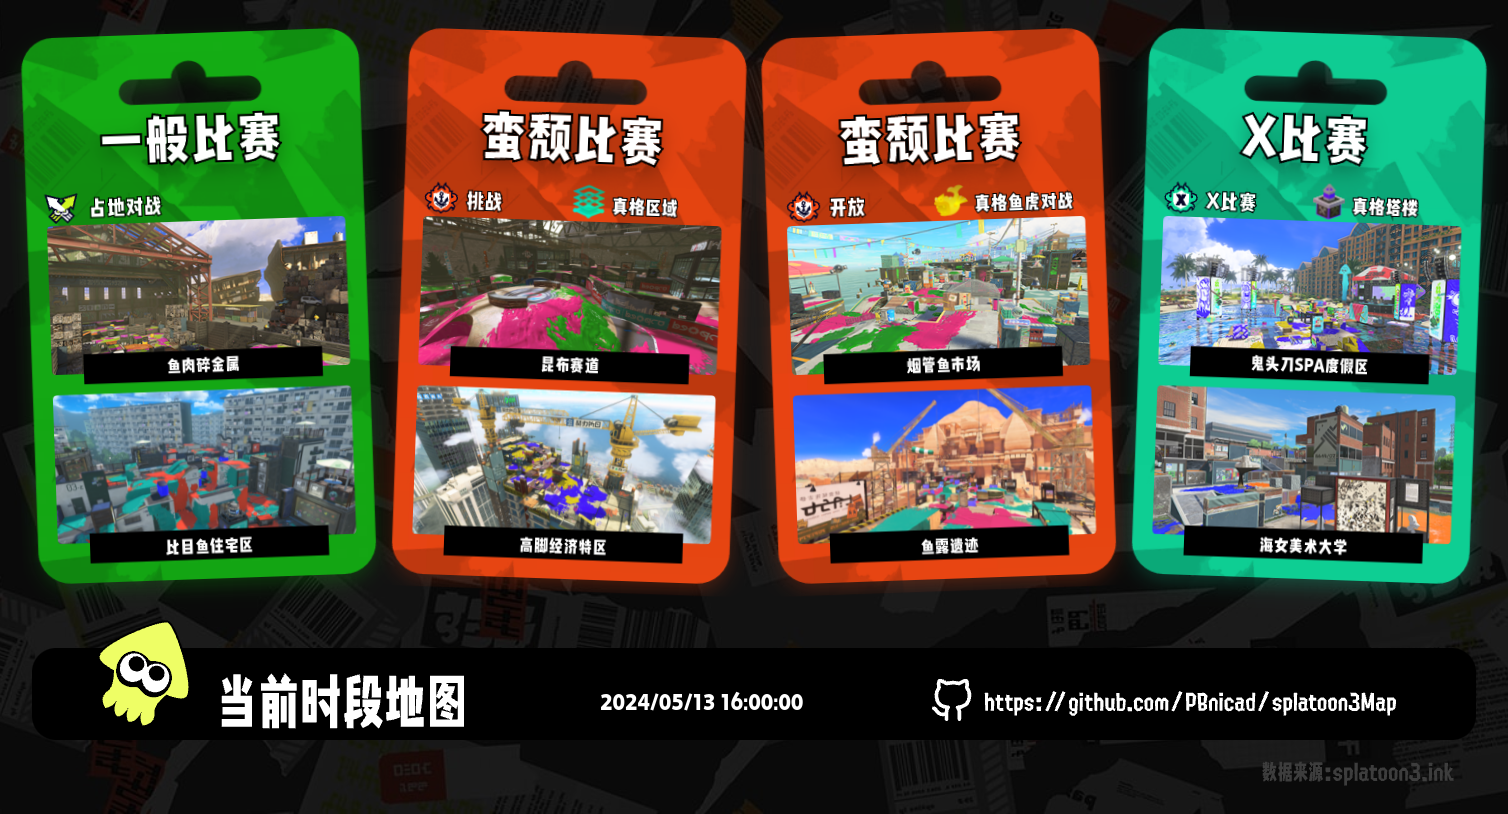 一般比赛
占地对战
鱼肉碎金属
比目鱼住宅区
蛮颓比赛
挑战
真格区域
昆布赛道
高脚经济特区
蛮颓比赛
开放
真格鱼虎对战
烟管鱼市场
鱼露遗迹
X比赛
X比赛
真格塔楼
鬼头刀SPA度假区
海女美术大学
当前时段地图
2024/05/13 16:00:00
https://github.com/PBnicad/splatoon3Map
数据来源:splatoon3.ink